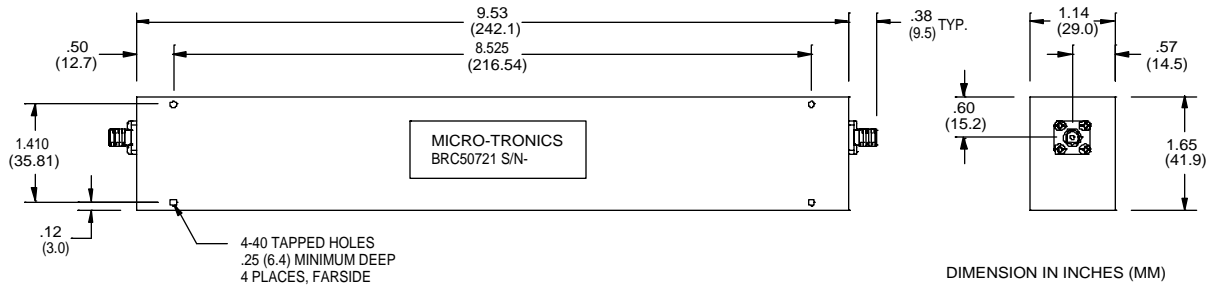 9.53
(242.1)
.38
(9.5) TYP.
1.14
(29.0)
.50
(12.7)
8.525
(216.54)
.57
(14.5)
.60
(15.2)
1.410
(35.81)
MICRO-TRONICS
BRC50721 S/N-
1.65
(41.9)
.12
(3.0)
4-40 TAPPED HOLES
.25 (6.4) MINIMUM DEEP
4 PLACES, FARSIDE
DIMENSION IN INCHES (MM)